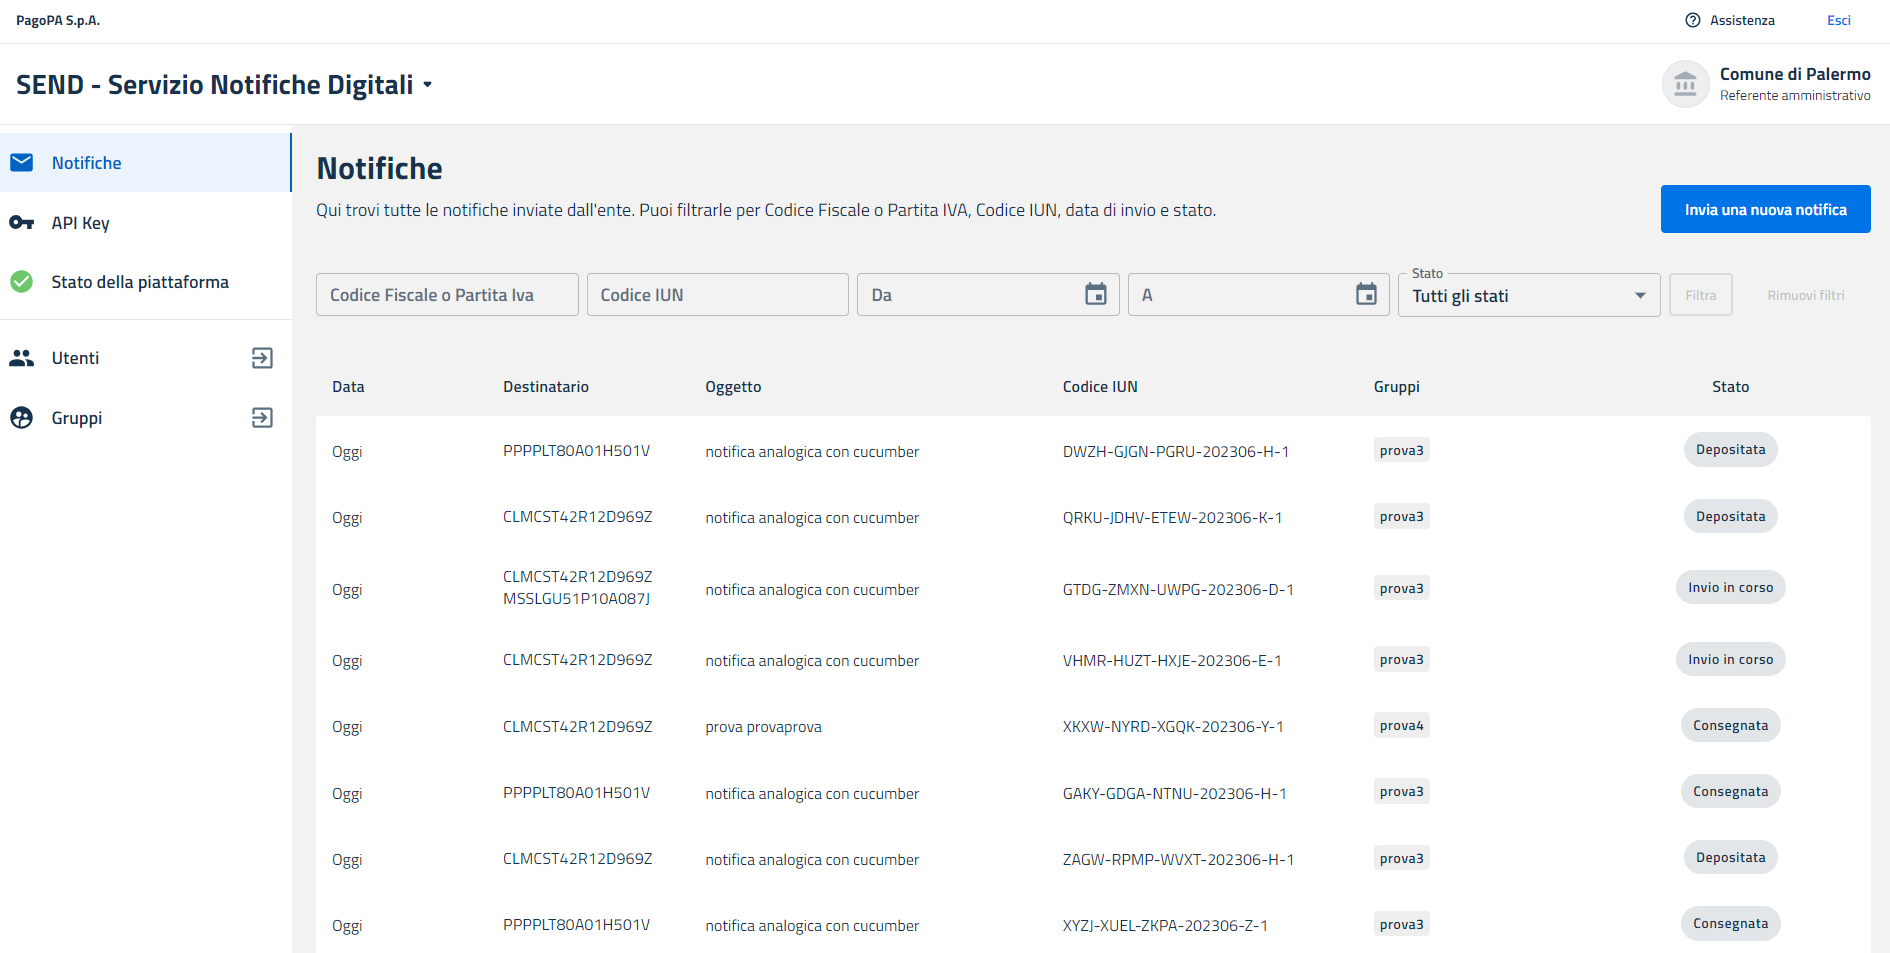 PagoPA S.p.A.
Assistenza
Esci
SEND - Servizio Notifiche Digitali
Comune di Palermo
Referente amministrativo
Notifiche
API Key
Stato della piattaforma
Utenti
Gruppi
Notifiche
Qui trovi tutte le notifiche inviate dall'ente. Puoi filtrarle per Codice Fiscale o Partita IVA, Codice IUN, data di invio e stato.
Invia una nuova notifica
Codice Fiscale o Partita Iva
Codice IUN
Da
A
Stato
Tutti gli stati
Filtra
Rimuovi filtri
Data Destinatario Oggetto Codice IUN Gruppi Stato
Oggi PPPPLT80A01H501V notifica analogica con cucumber DWZH-GJGN-PGRU-202306-H-1 prova3 Depositata
Oggi CLMCST42R12D969Z notifica analogica con cucumber QRKU-JDHV-ETEW-202306-K-1 prova3 Depositata
Oggi CLMCST42R12D969Z
MSSLGU51P10A087J notifica analogica con cucumber GTDG-ZMXN-UWPG-202306-D-1 prova3 Invio in corso
Oggi CLMCST42R12D969Z notifica analogica con cucumber VHMR-HUZT-HXJE-202306-E-1 prova3 Invio in corso
Oggi CLMCST42R12D969Z prova provaprova XKXW-NYRD-XGQK-202306-Y-1 prova4 Consegnata
Oggi PPPPLT80A01H501V notifica analogica con cucumber GAKY-GDGA-NTNU-202306-H-1 prova3 Consegnata
Oggi CLMCST42R12D969Z notifica analogica con cucumber ZAGW-RPMP-WVXT-202306-H-1 prova3 Depositata
Oggi PPPPLT80A01H501V notifica analogica con cucumber XYZJ-XUEL-ZKPA-202306-Z-1 prova3 Consegnata